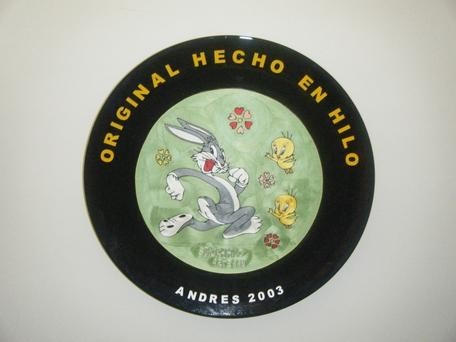 ORIGINAL HECHO EN HILO
ANDRES 2003